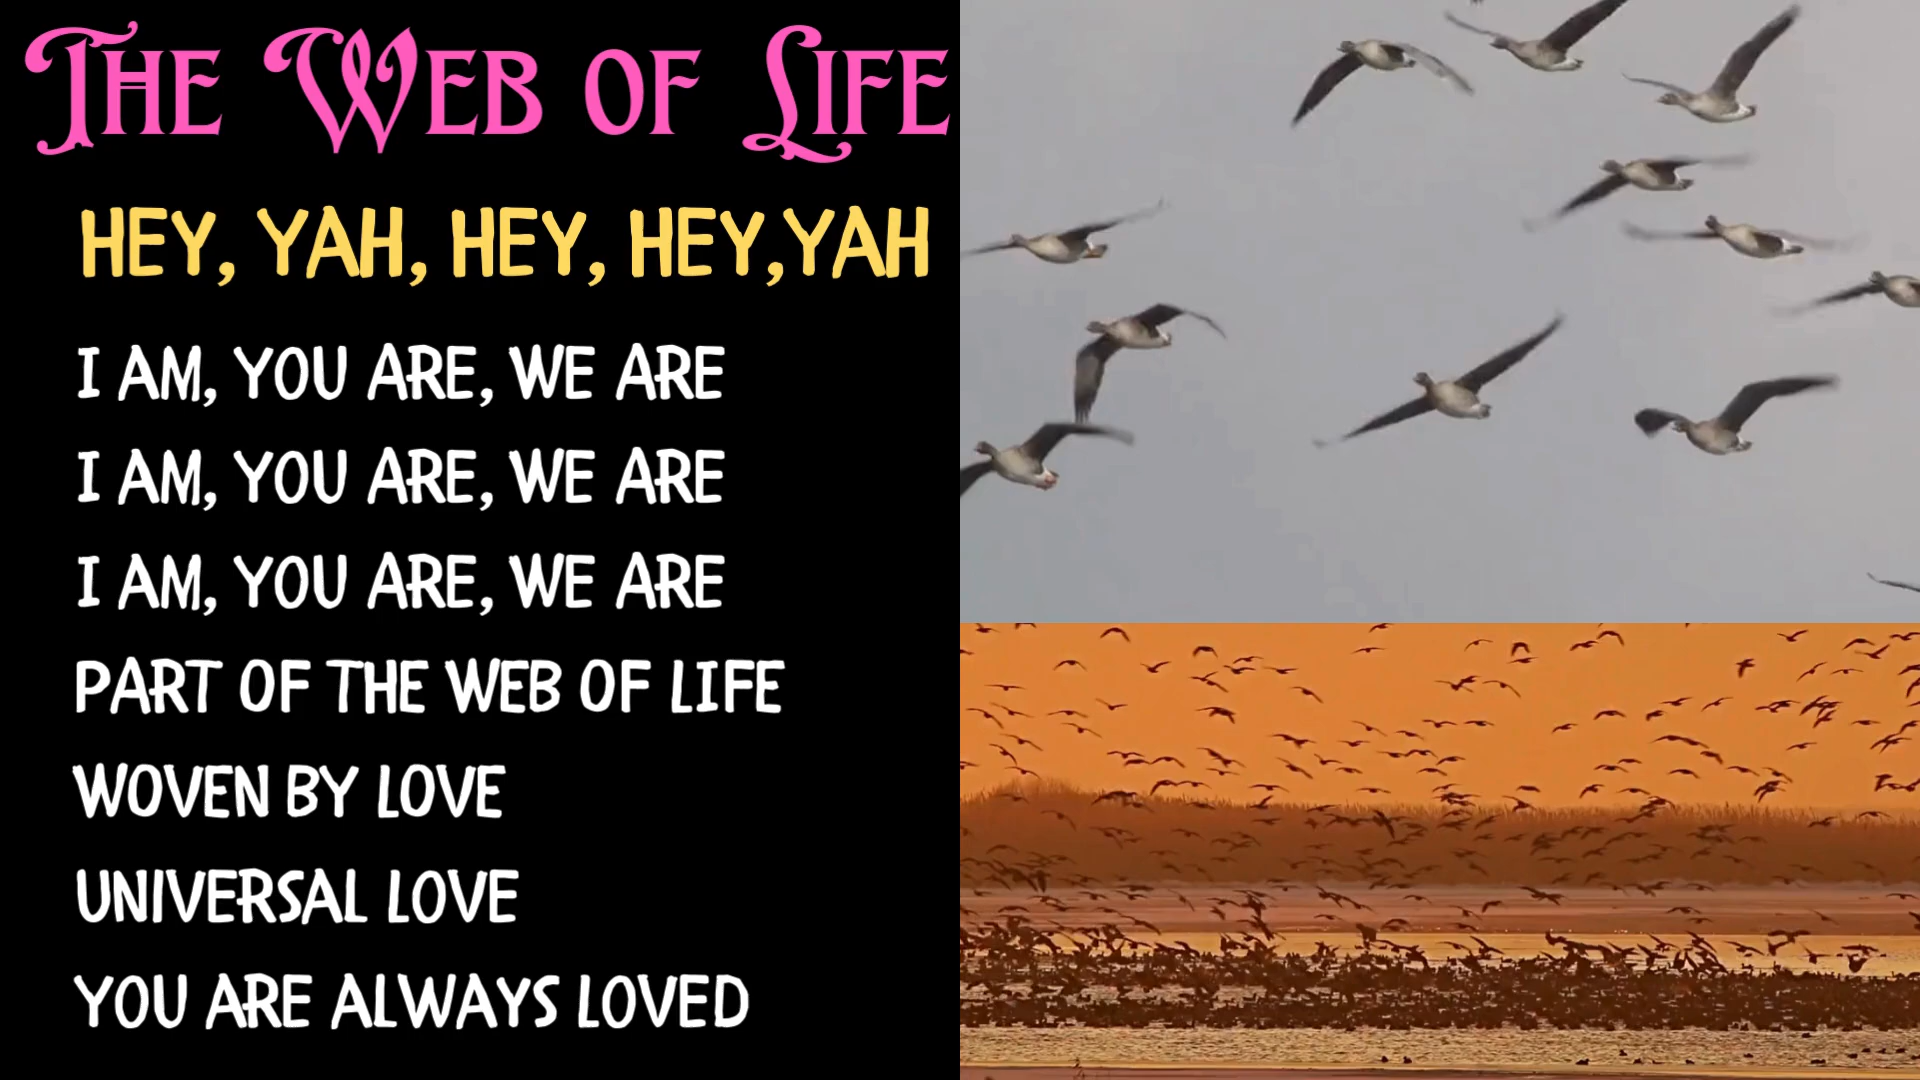 The Web of Life
HEY, YAH, HEY, HEY,YAH
I AM, YOU ARE, WE ARE
I AM, YOU ARE, WE ARE
I AM, YOU ARE, WE ARE
PART OF THE WEB OF LIFE
WOVEN BY LOVE
UNIVERSAL LOVE
YOU ARE ALWAYS LOVED